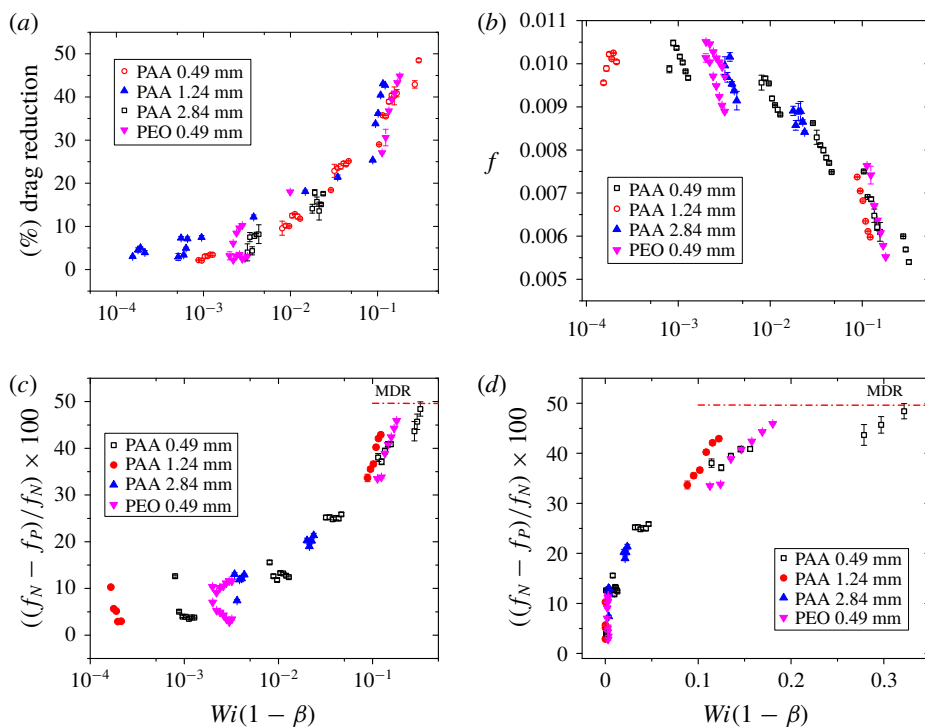 (a)
(%) drag reduction
50
40
30
20
10
0
PAA 0.49 mm
PAA 1.24 mm
PAA 2.84 mm
PEO 0.49 mm
10⁻⁴ 10⁻³ 10⁻² 10⁻¹
(b)
f
0.011
0.010
0.009
0.008
0.007
0.006
0.005
PAA 0.49 mm
PAA 1.24 mm
PAA 2.84 mm
PEO 0.49 mm
10⁻⁴ 10⁻³ 10⁻² 10⁻¹
(c)
((f_N − f_P)/f_N) × 100
50
40
30
20
10
0
MDR
PAA 0.49 mm
PAA 1.24 mm
PAA 2.84 mm
PEO 0.49 mm
10⁻⁴ 10⁻³ 10⁻² 10⁻¹
Wi(1 − β)
(d)
((f_N − f_P)/f_N) × 100
50
40
30
20
10
0
MDR
PAA 0.49 mm
PAA 1.24 mm
PAA 2.84 mm
PEO 0.49 mm
0 0.1 0.2 0.3
Wi(1 − β)